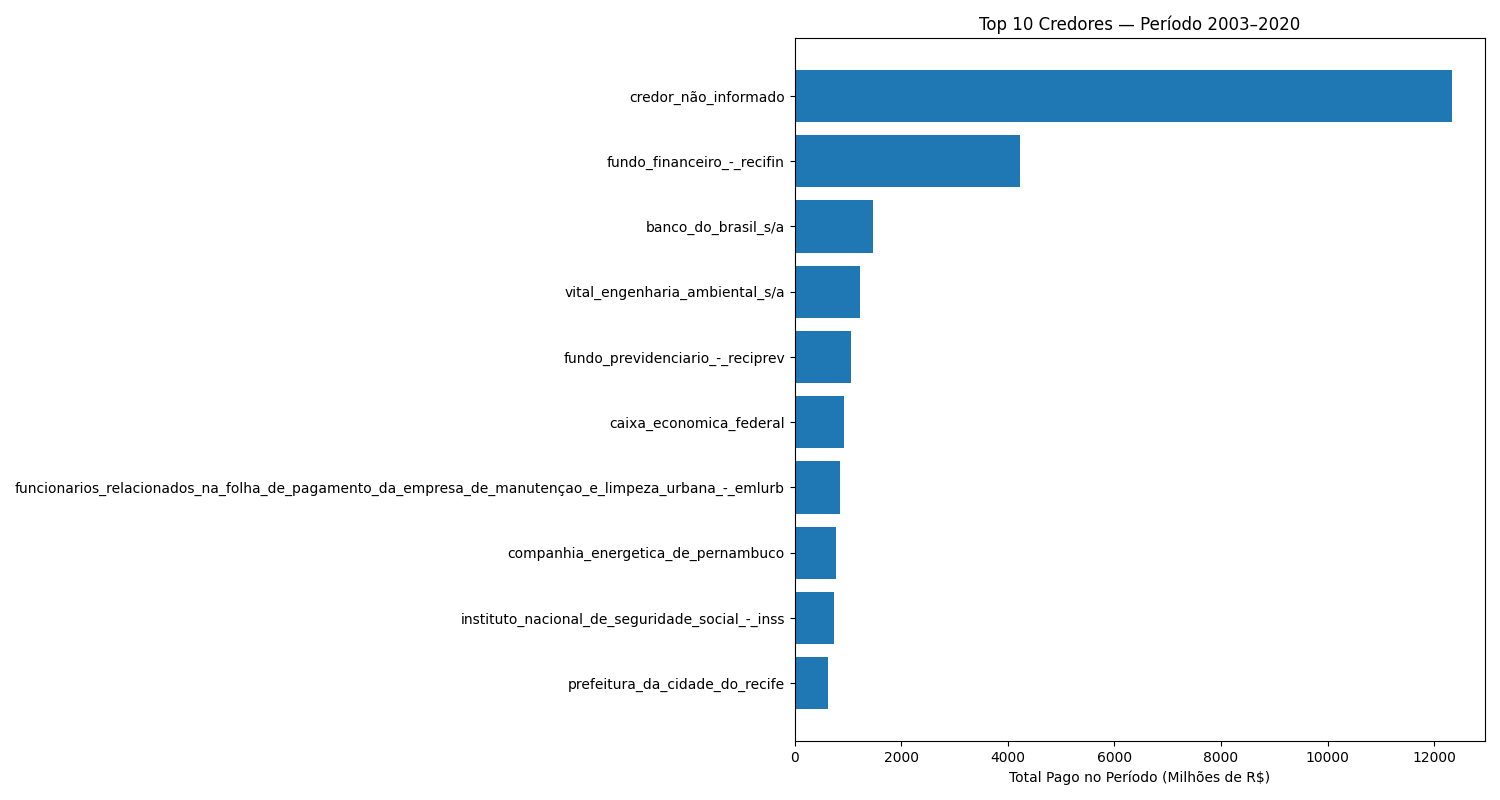 Top 10 Credores — Período 2003–2020
credor_não_informado
fundo_financeiro_-_recifin
banco_do_brasil_s/a
vital_engenharia_ambiental_s/a
fundo_previdenciario_-_reciprev
caixa_economica_federal
funcionarios_relacionados_na_folha_de_pagamento_da_empresa_de_manutençao_e_limpeza_urbana_-_emlurb
companhia_energetica_de_pernambuco
instituto_nacional_de_seguridade_social_-_inss
prefeitura_da_cidade_do_recife
0 2000 4000 6000 8000 10000 12000
Total Pago no Período (Milhões de R$)